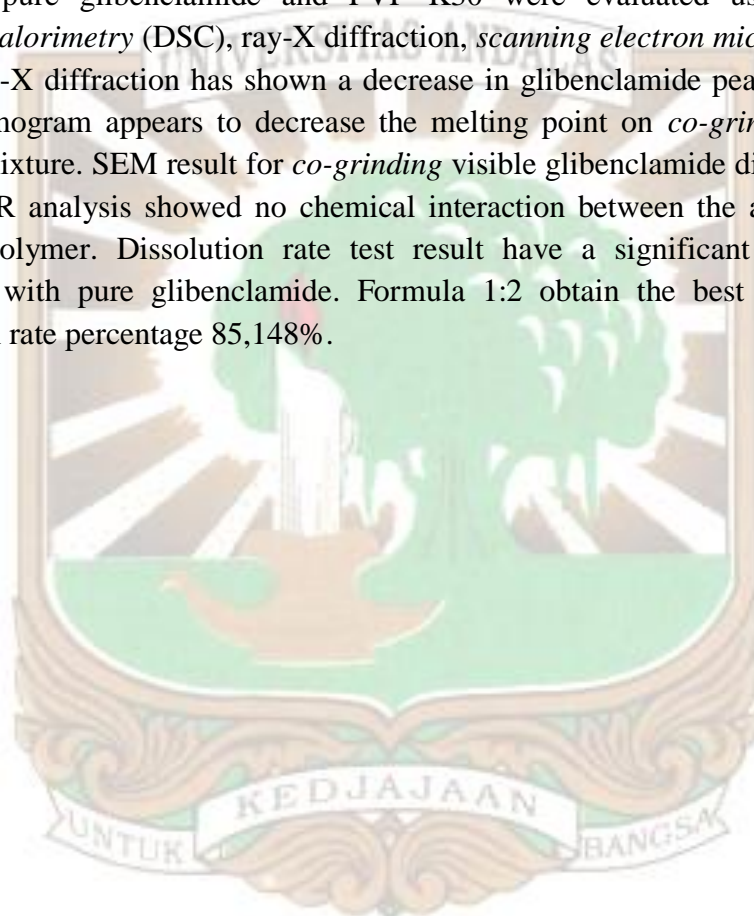 pure glibenclamide and PVP K30 were evaluated us
alorimetry (DSC), ray-X diffraction, scanning electron mic
-X diffraction has shown a decrease in glibenclamide pea
nogram appears to decrease the melting point on co-grin
ixture. SEM result for co-grinding visible glibenclamide di
R analysis showed no chemical interaction between the a
olymer. Dissolution rate test result have a significant
with pure glibenclamide. Formula 1:2 obtain the best
rate percentage 85,148%.
UNIVERSITAS ANDALAS
UNTUK KEDJAJAAN BANGSA